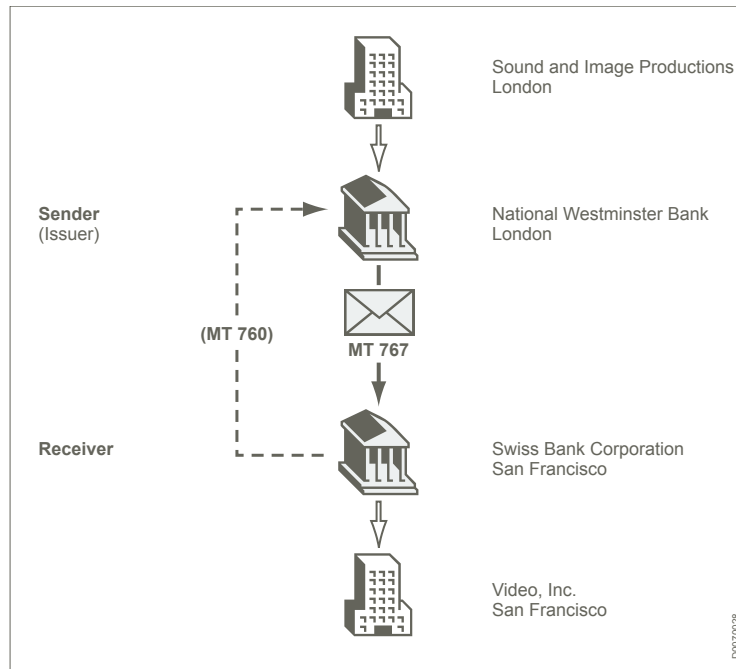 Sound and Image Productions
London
Sender
(Issuer)
National Westminster Bank
London
(MT 760)
MT 767
Receiver
Swiss Bank Corporation
San Francisco
Video, Inc.
San Francisco
D0070028